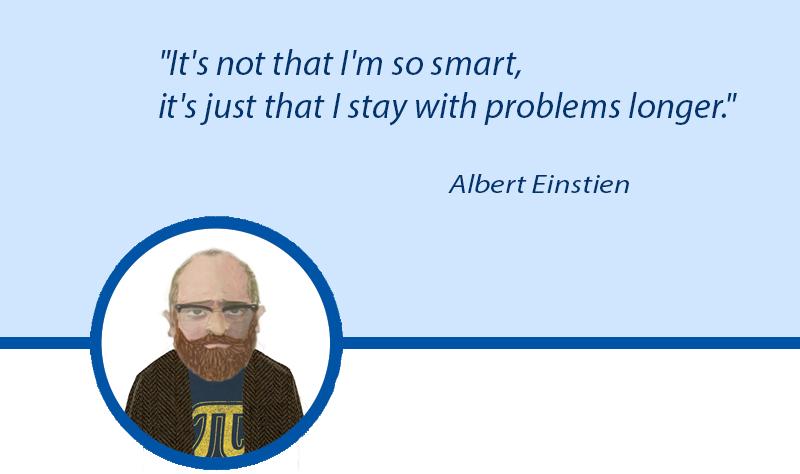 "It's not that I'm so smart,
it's just that I stay with problems longer."
Albert Einstien
π